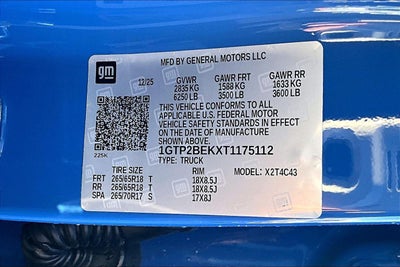 MFD BY GENERAL MOTORS LLC
gm
12/25 GVWR GAWR FRT GAWR RR
2835 KG 1588 KG 1633 KG
6250 LB 3500 LB 3600 LB
THIS VEHICLE CONFORMS TO ALL
APPLICABLE U.S. FEDERAL MOTOR
VEHICLE SAFETY STANDARDS IN
EFFECT ON THE DATE OF MANUFACTURE
SHOWN ABOVE.
225K
1GTP2BEKXT1175112
TYPE: TRUCK
TIRE SIZE RIM MODEL: X2T4C43
FRT 265/65R18 T 18X8.5J
RR 265/65R18 T 18X8.5J
SPA 265/70R17 S 17X8J